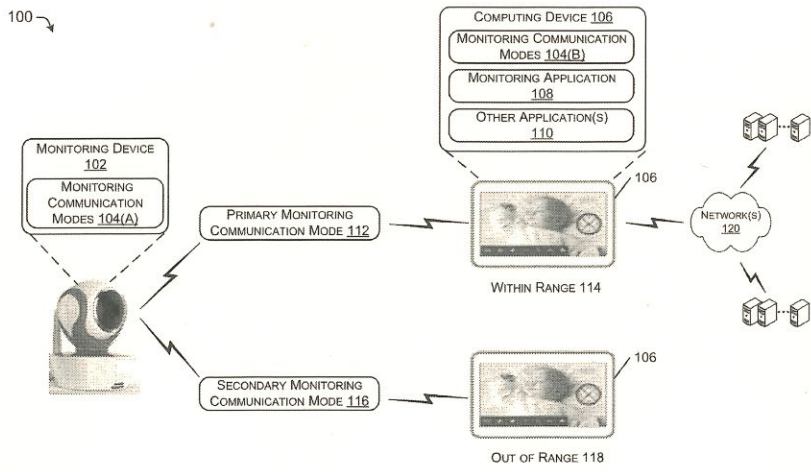 100
COMPUTING DEVICE 106
MONITORING COMMUNICATION
MODES 104(B)
MONITORING APPLICATION
108
OTHER APPLICATION(S)
110
MONITORING DEVICE
102
MONITORING
COMMUNICATION
MODES 104(A)
106
PRIMARY MONITORING
COMMUNICATION MODE 112
NETWORK(S)
120
WITHIN RANGE 114
106
SECONDARY MONITORING
COMMUNICATION MODE 116
OUT OF RANGE 118